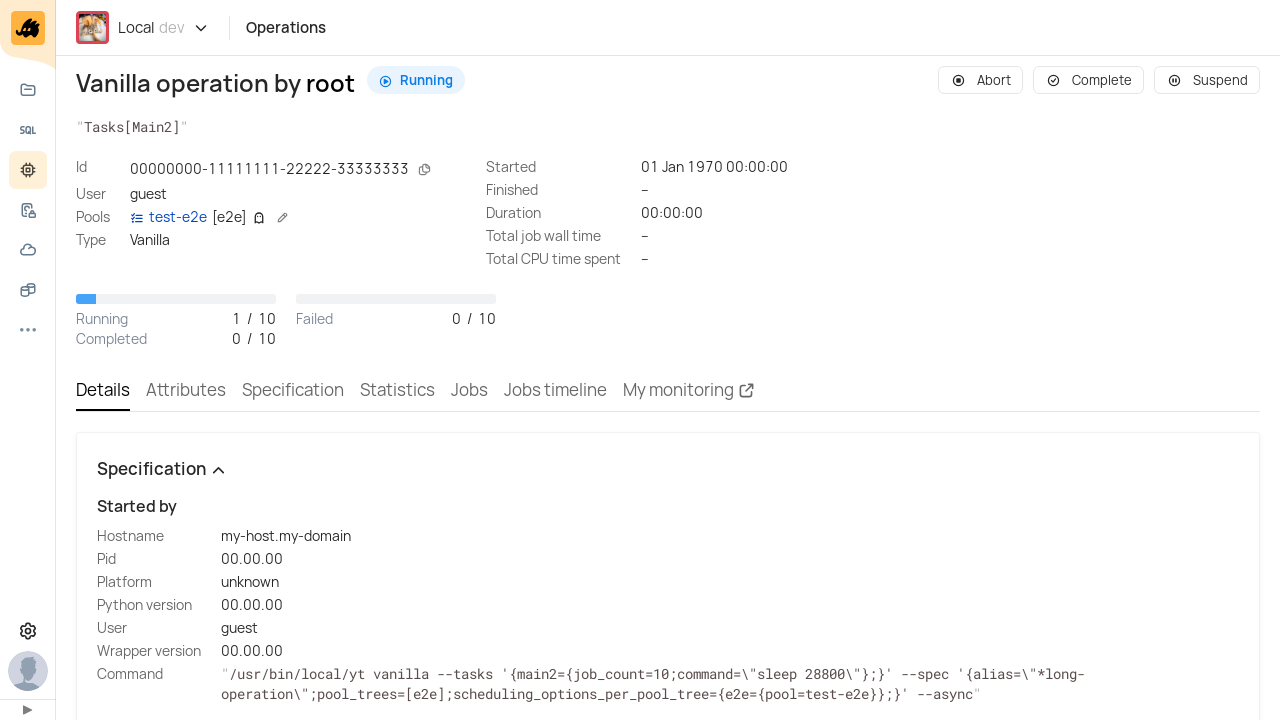 Local dev
Operations
Vanilla operation by root
Running
Abort
Complete
Suspend
"Tasks[Main2]"
Id 00000000-11111111-22222-33333333
User guest
Pools test-e2e [e2e]
Type Vanilla
Started 01 Jan 1970 00:00:00
Finished –
Duration 00:00:00
Total job wall time –
Total CPU time spent –
SQL
Running 1 / 10
Completed 0 / 10
Failed 0 / 10
Details Attributes Specification Statistics Jobs Jobs timeline My monitoring
Specification
Started by
Hostname my-host.my-domain
Pid 00.00.00
Platform unknown
Python version 00.00.00
User guest
Wrapper version 00.00.00
Command "/usr/bin/local/yt vanilla --tasks '{main2={job_count=10;command=\"sleep 28800\"};}' --spec '{alias=\"*long-
operation\";pool_trees=[e2e];scheduling_options_per_pool_tree={e2e={pool=test-e2e}};}' --async"